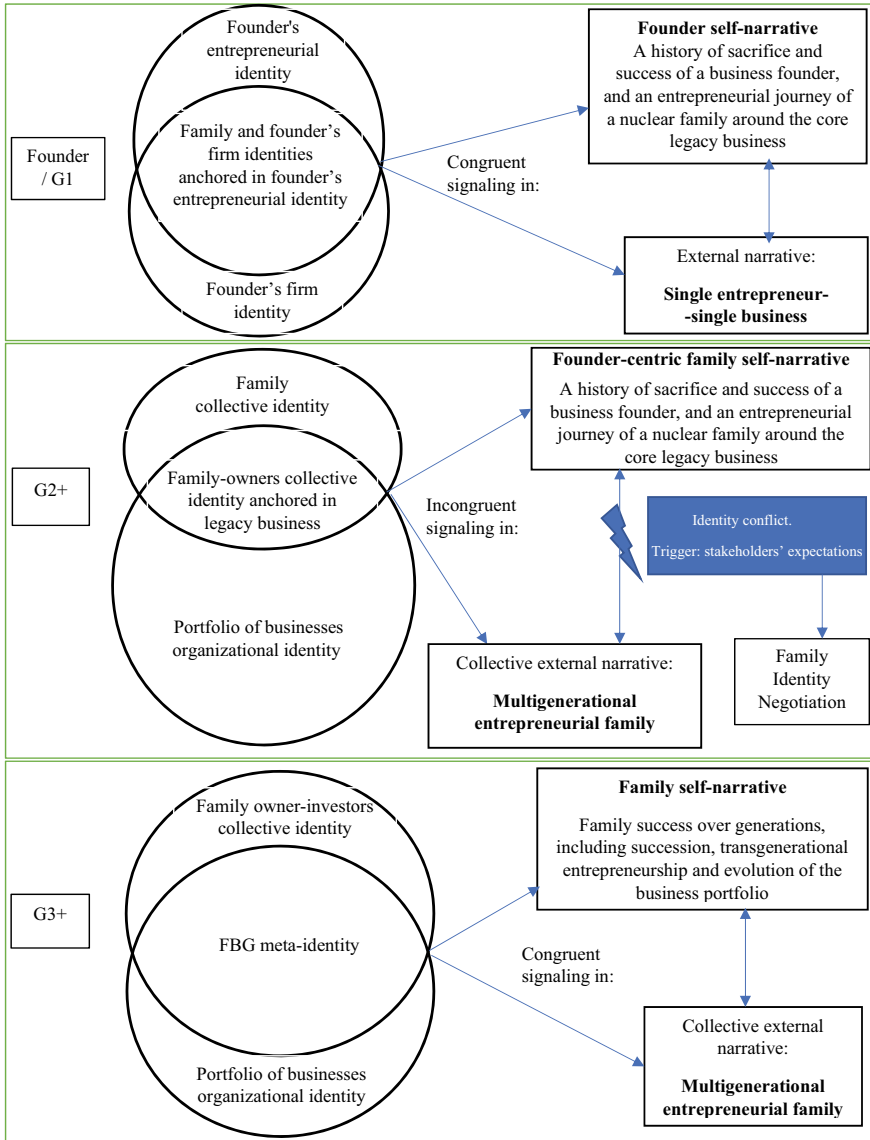 Founder
/ G1
Founder's
entrepreneurial
identity
Family and founder's
firm identities
anchored in founder's
entrepreneurial identity
Founder's firm
identity
Congruent
signaling in:
Founder self-narrative
A history of sacrifice and
success of a business founder,
and an entrepreneurial journey of
a nuclear family around the core
legacy business
External narrative:
Single entrepreneur-
-single business
G2+
Family
collective identity
Family-owners collective
identity anchored in
legacy business
Portfolio of businesses
organizational identity
Incongruent
signaling in:
Founder-centric family self-narrative
A history of sacrifice and success of a
business founder, and an entrepreneurial
journey of a nuclear family around the
core legacy business
Identity conflict.
Trigger: stakeholders' expectations
Collective external narrative:
Multigenerational
entrepreneurial family
Family
Identity
Negotiation
G3+
Family owner-investors
collective identity
FBG meta-identity
Portfolio of businesses
organizational identity
Congruent
signaling in:
Family self-narrative
Family success over generations,
including succession, transgenerational
entrepreneurship and evolution of the
business portfolio
Collective external
narrative:
Multigenerational
entrepreneurial family